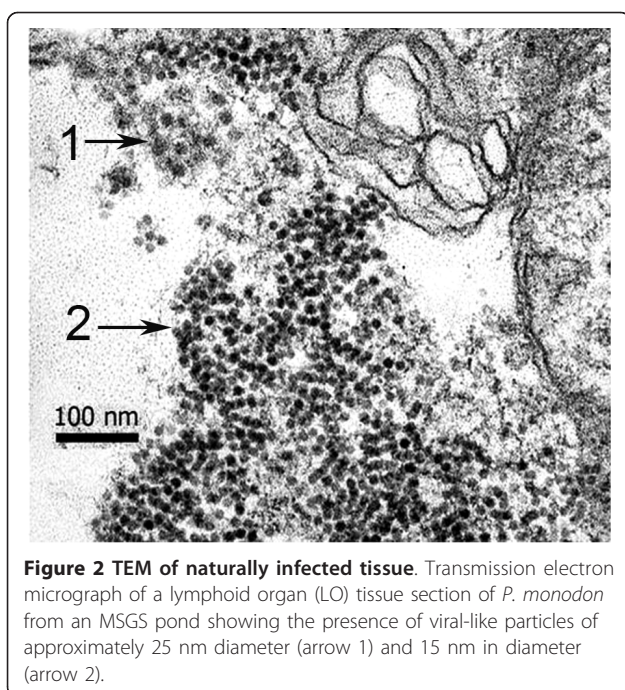 1
2
100 nm
Figure 2 TEM of naturally infected tissue. Transmission electron
micrograph of a lymphoid organ (LO) tissue section of P. monodon
from an MSGS pond showing the presence of viral-like particles of
approximately 25 nm diameter (arrow 1) and 15 nm in diameter
(arrow 2).